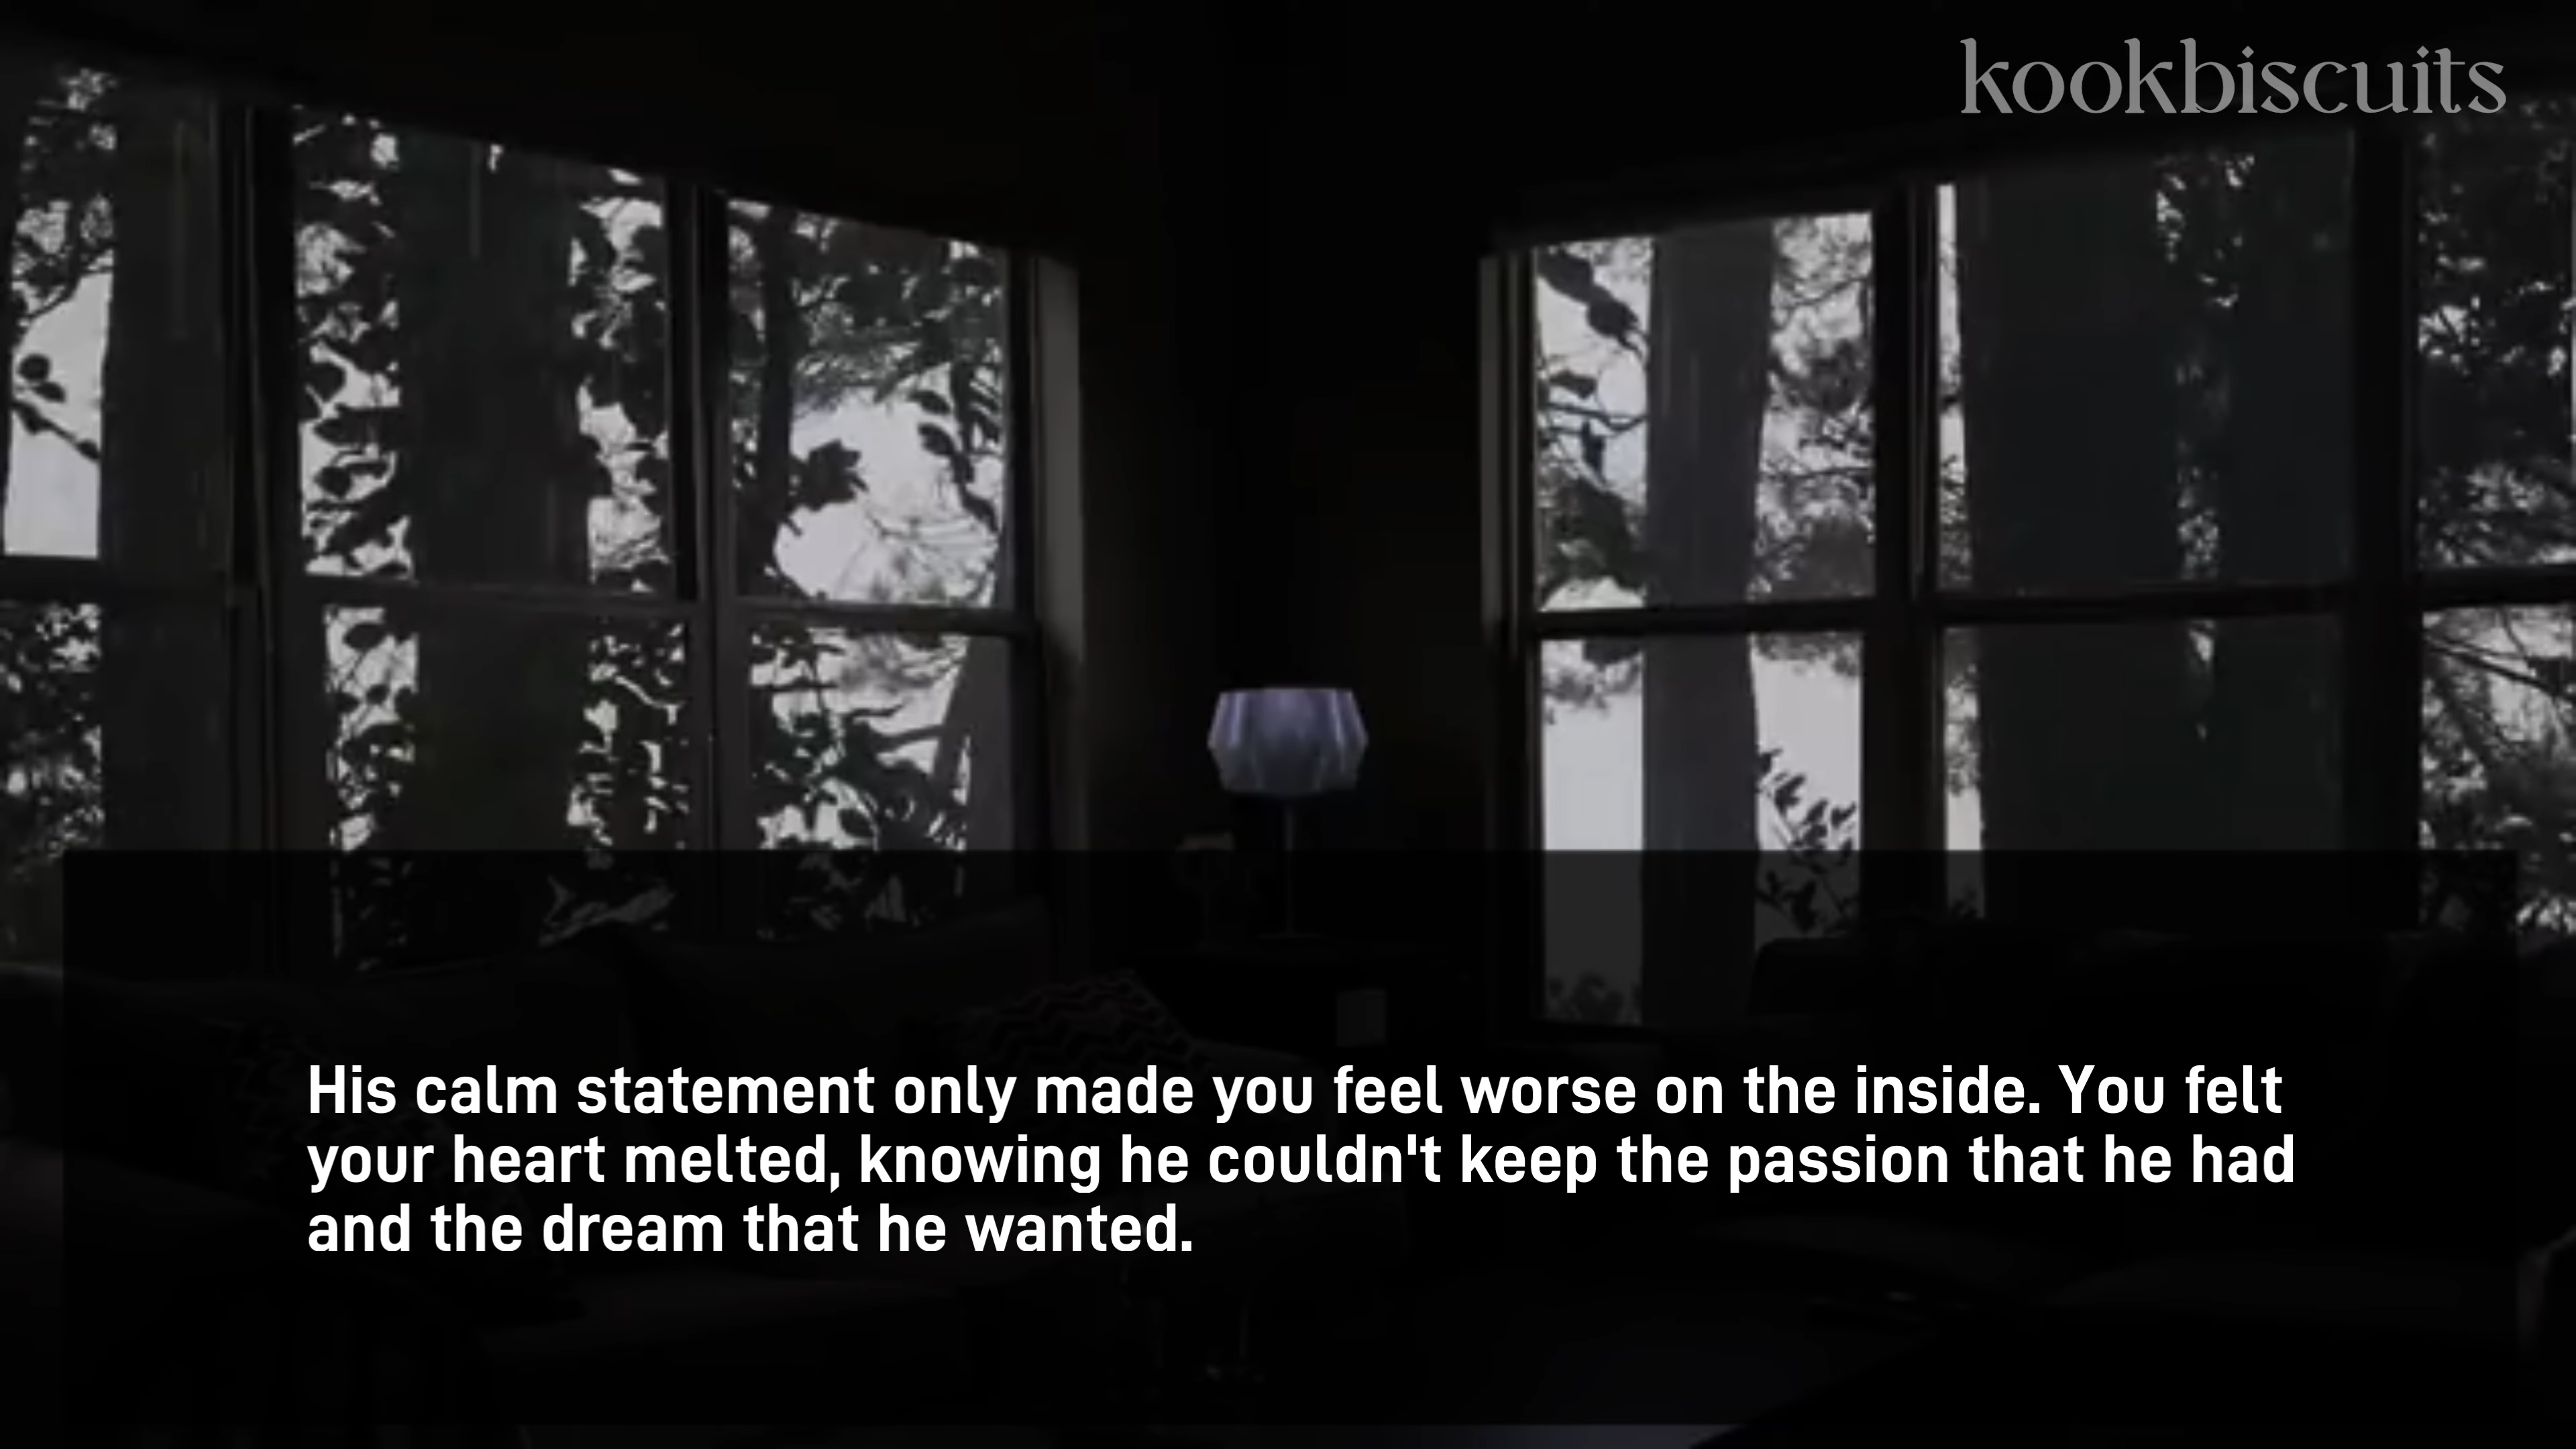 kookbiscuits
His calm statement only made you feel worse on the inside. You felt
your heart melted, knowing he couldn't keep the passion that he had
and the dream that he wanted.